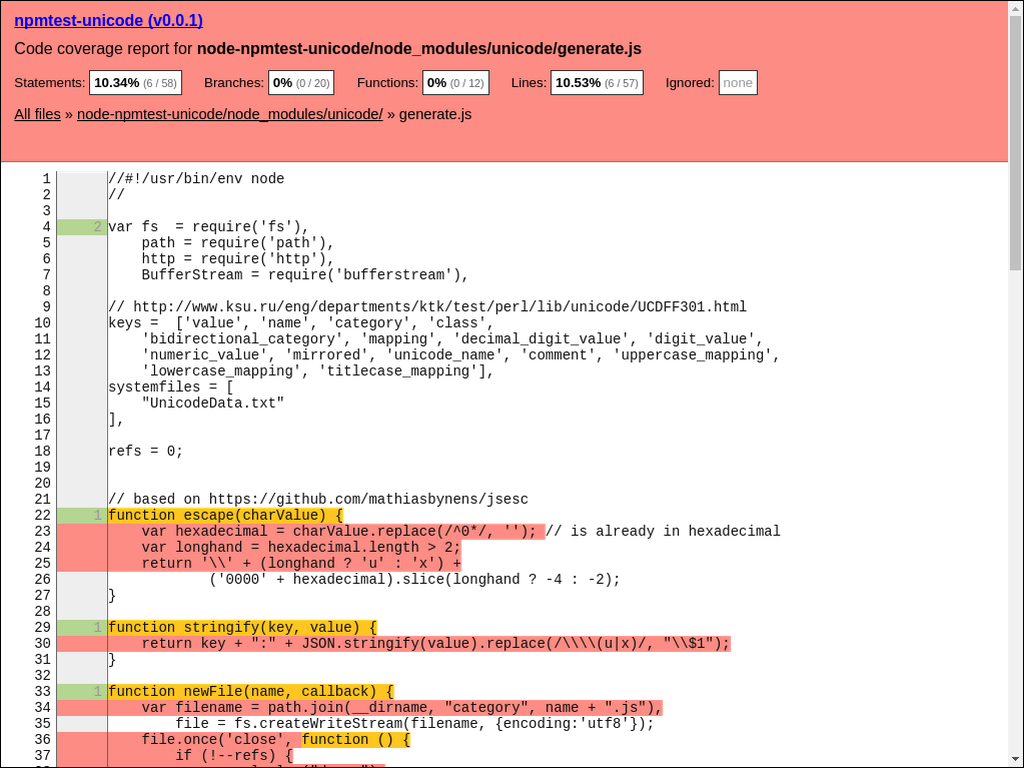 npmtest-unicode (v0.0.1)
Code coverage report for node-npmtest-unicode/node_modules/unicode/generate.js
Statements: 10.34% (6 / 58) Branches: 0% (0 / 20) Functions: 0% (0 / 12) Lines: 10.53% (6 / 57) Ignored: none
All files » node-npmtest-unicode/node_modules/unicode/ » generate.js
1 //#!/usr/bin/env node
2 //
3
4 2 var fs  = require('fs'),
5     path = require('path'),
6     http = require('http'),
7     BufferStream = require('bufferstream'),
8
9 // http://www.ksu.ru/eng/departments/ktk/test/perl/lib/unicode/UCDFF301.html
10 keys =  ['value', 'name', 'category', 'class',
11     'bidirectional_category', 'mapping', 'decimal_digit_value', 'digit_value',
12     'numeric_value', 'mirrored', 'unicode_name', 'comment', 'uppercase_mapping',
13     'lowercase_mapping', 'titlecase_mapping'],
14 systemfiles = [
15     "UnicodeData.txt"
16 ],
17
18 refs = 0;
19
20
21 // based on https://github.com/mathiasbynens/jsesc
22 1 function escape(charValue) {
23     var hexadecimal = charValue.replace(/^0*/, ''); // is already in hexadecimal
24     var longhand = hexadecimal.length > 2;
25     return '\\' + (longhand ? 'u' : 'x') +
26             ('0000' + hexadecimal).slice(longhand ? -4 : -2);
27 }
28
29 1 function stringify(key, value) {
30     return key + ":" + JSON.stringify(value).replace(/\\\\(u|x)/, "\\$1");
31 }
32
33 1 function newFile(name, callback) {
34     var filename = path.join(__dirname, "category", name + ".js"),
35         file = fs.createWriteStream(filename, {encoding:'utf8'});
36     file.once('close', function () {
37         if (!--refs) {